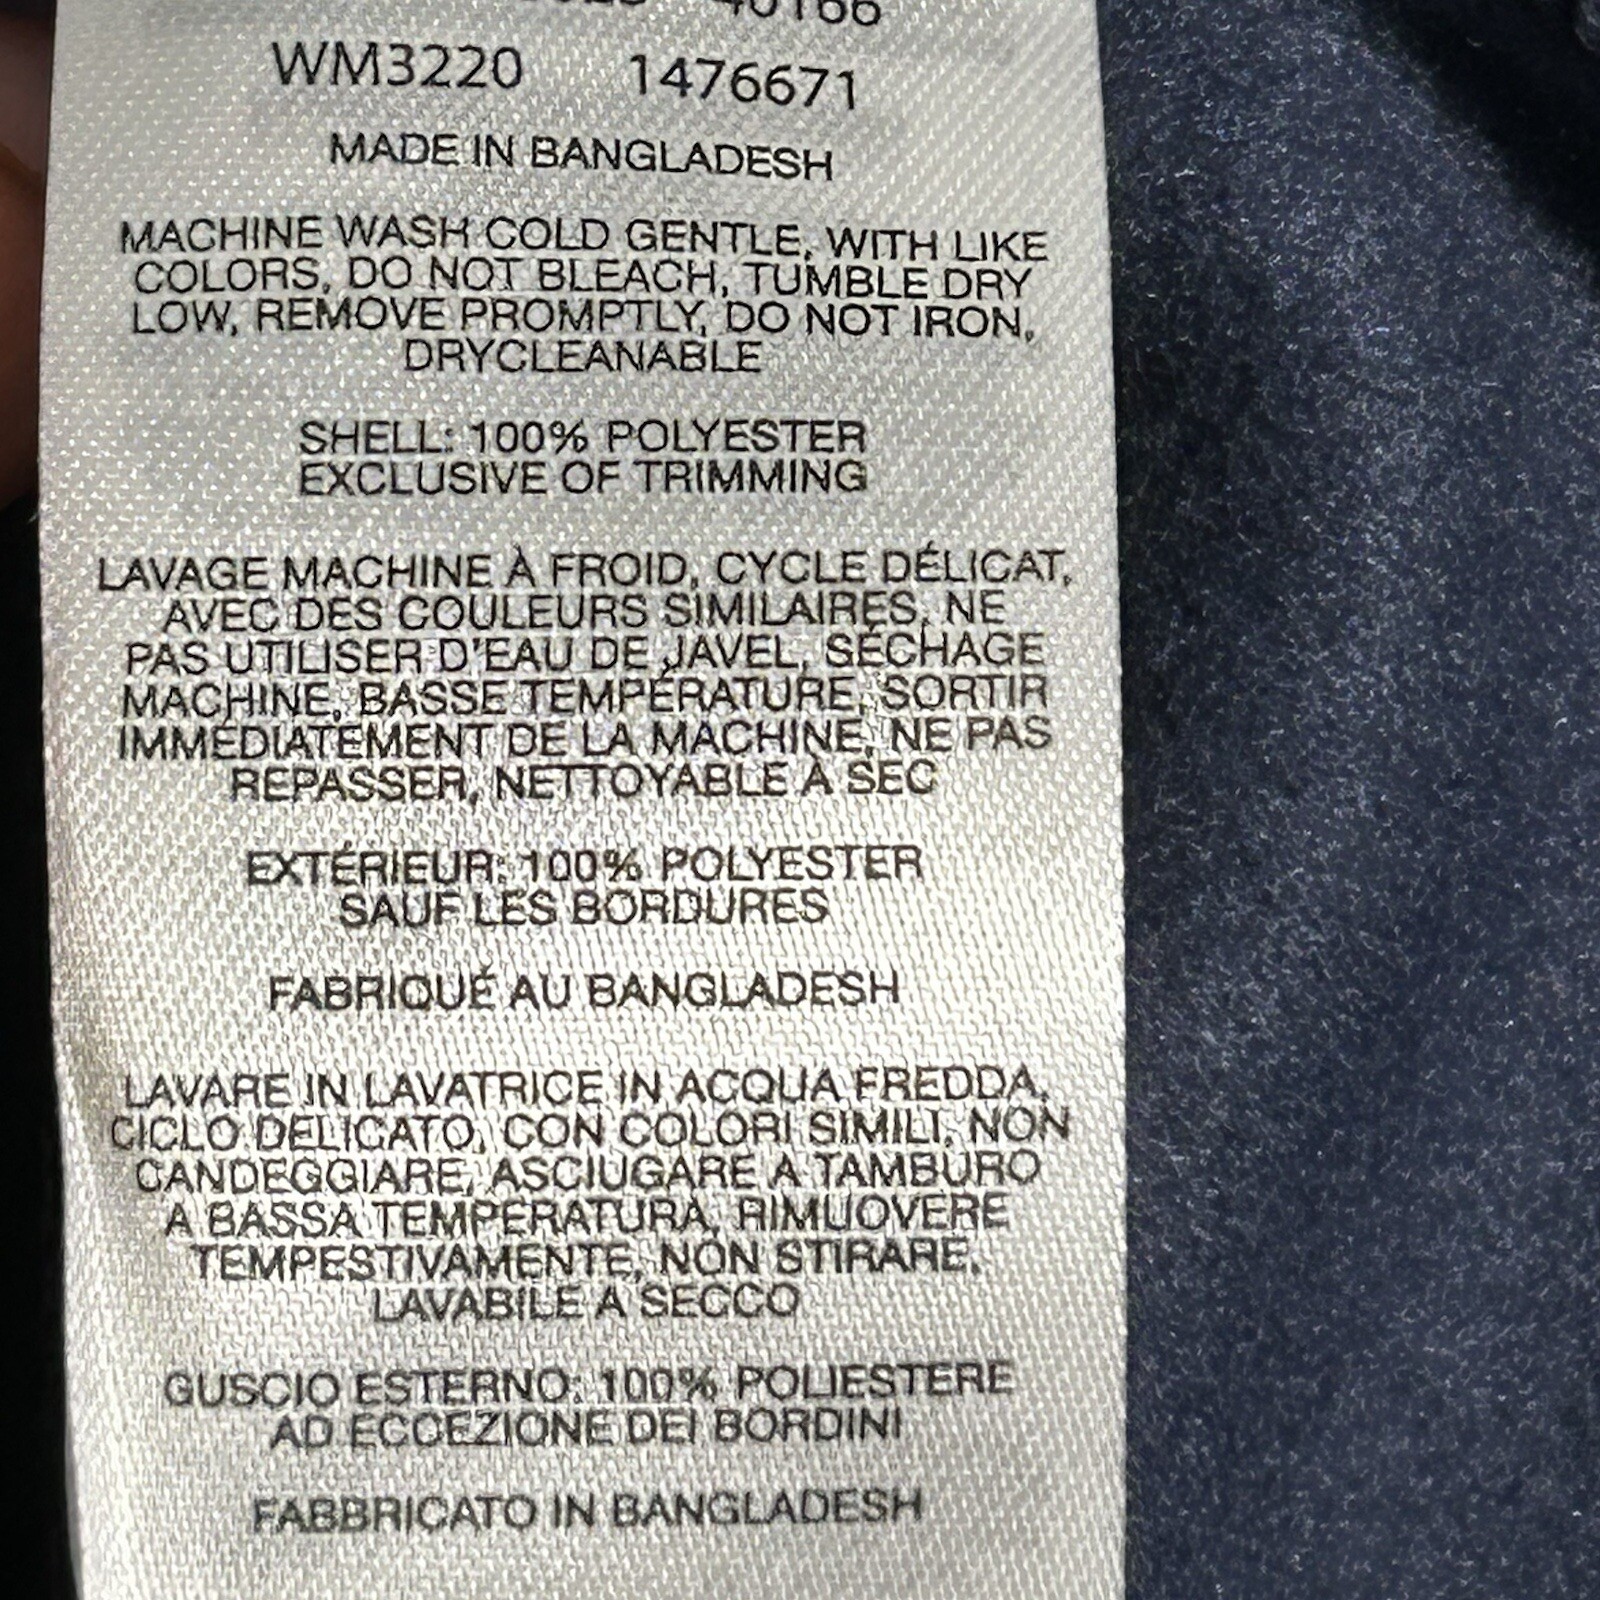 40166
WM3220 1476671
MADE IN BANGLADESH
MACHINE WASH COLD GENTLE, WITH LIKE
COLORS, DO NOT BLEACH, TUMBLE DRY
LOW, REMOVE PROMPTLY, DO NOT IRON,
DRYCLEANABLE
SHELL: 100% POLYESTER
EXCLUSIVE OF TRIMMING
LAVAGE MACHINE À FROID, CYCLE DÉLICAT,
AVEC DES COULEURS SIMILAIRES, NE
PAS UTILISER D'EAU DE JAVEL, SÉCHAGE
MACHINE, BASSE TEMPÉRATURE, SORTIR
IMMÉDIATEMENT DE LA MACHINE, NE PAS
REPASSER, NETTOYABLE À SEC
EXTÉRIEUR: 100% POLYESTER
SAUF LES BORDURES
FABRIQUÉ AU BANGLADESH
LAVARE IN LAVATRICE IN ACQUA FREDDA,
CICLO DELICATO, CON COLORI SIMILI, NON
CANDEGGIARE, ASCIUGARE A TAMBURO
A BASSA TEMPERATURA, RIMUOVERE
TEMPESTIVAMENTE, NON STIRARE,
LAVABILE A SECCO
GUSCIO ESTERNO: 100% POLIESTERE
AD ECCEZIONE DEI BORDINI
FABBRICATO IN BANGLADESH